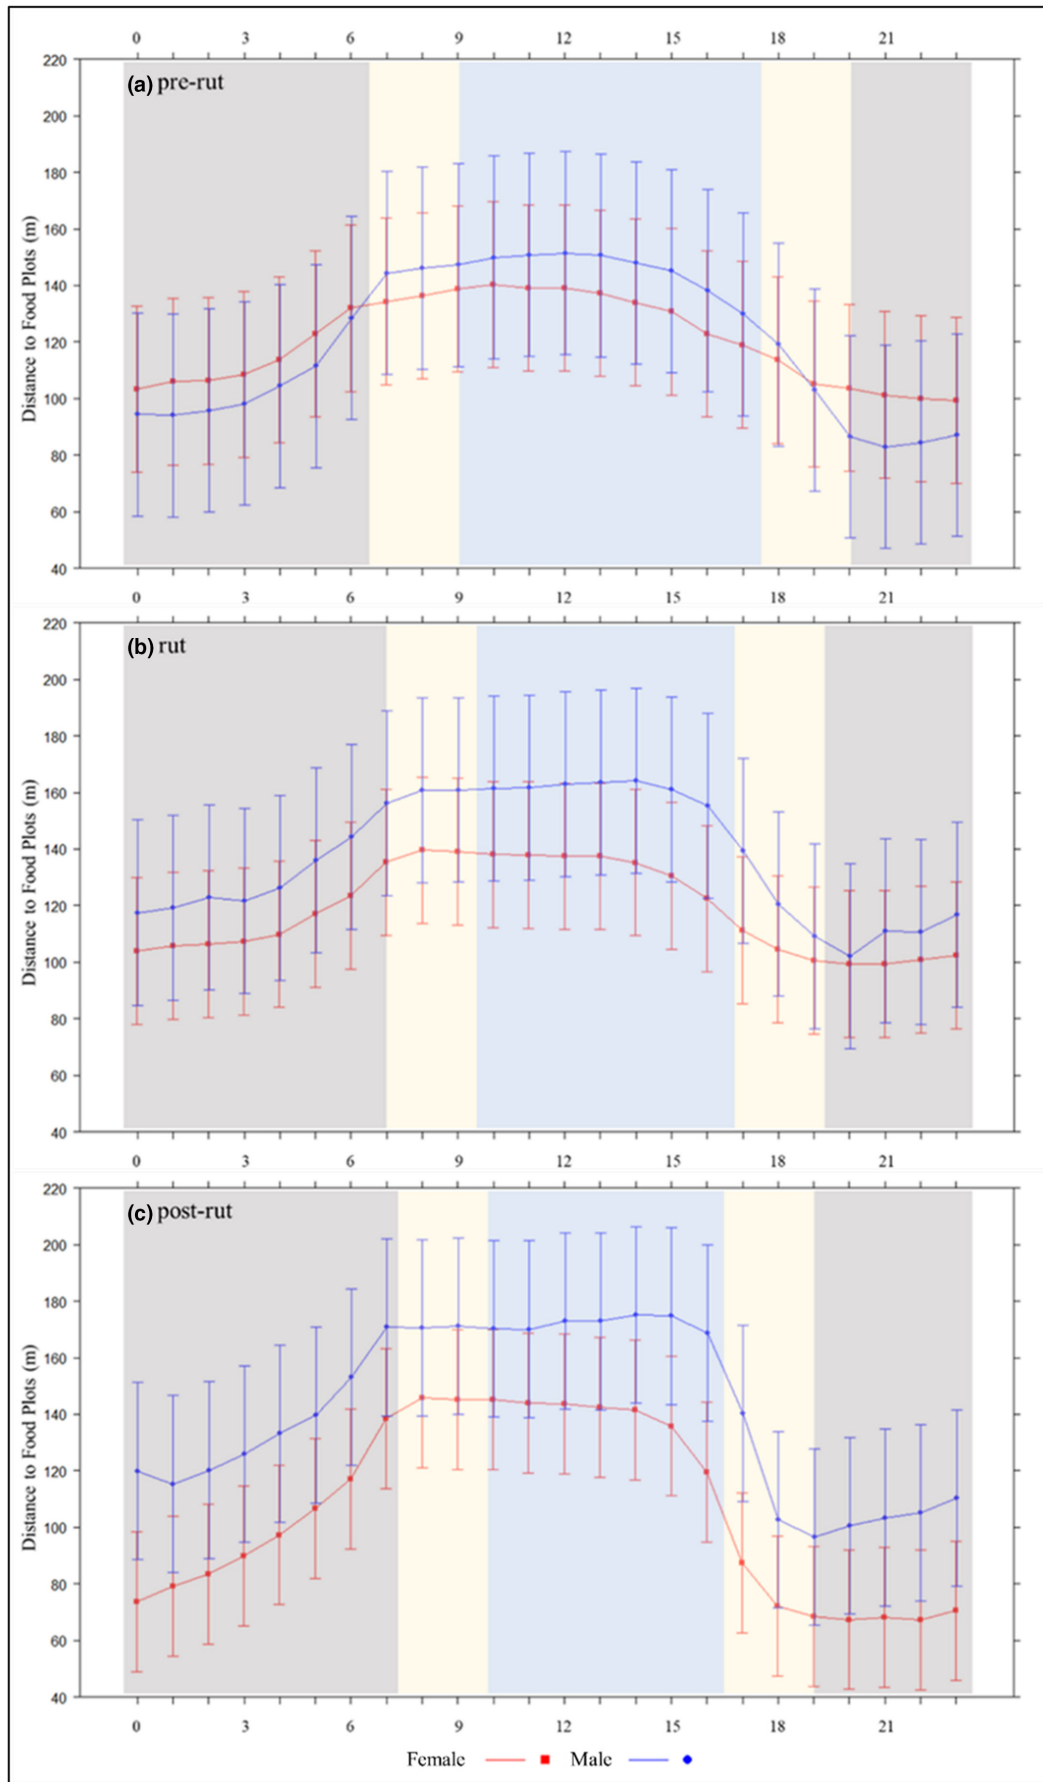 0 3 6 9 12 15 18 21
(a) pre-rut
220
200
180
160
140
120
100
80
60
40
Distance to Food Plots (m)
0 3 6 9 12 15 18 21
(b) rut
220
200
180
160
140
120
100
80
60
40
Distance to Food Plots (m)
0 3 6 9 12 15 18 21
(c) post-rut
220
200
180
160
140
120
100
80
60
40
Distance to Food Plots (m)
0 3 6 9 12 15 18 21
Female Male